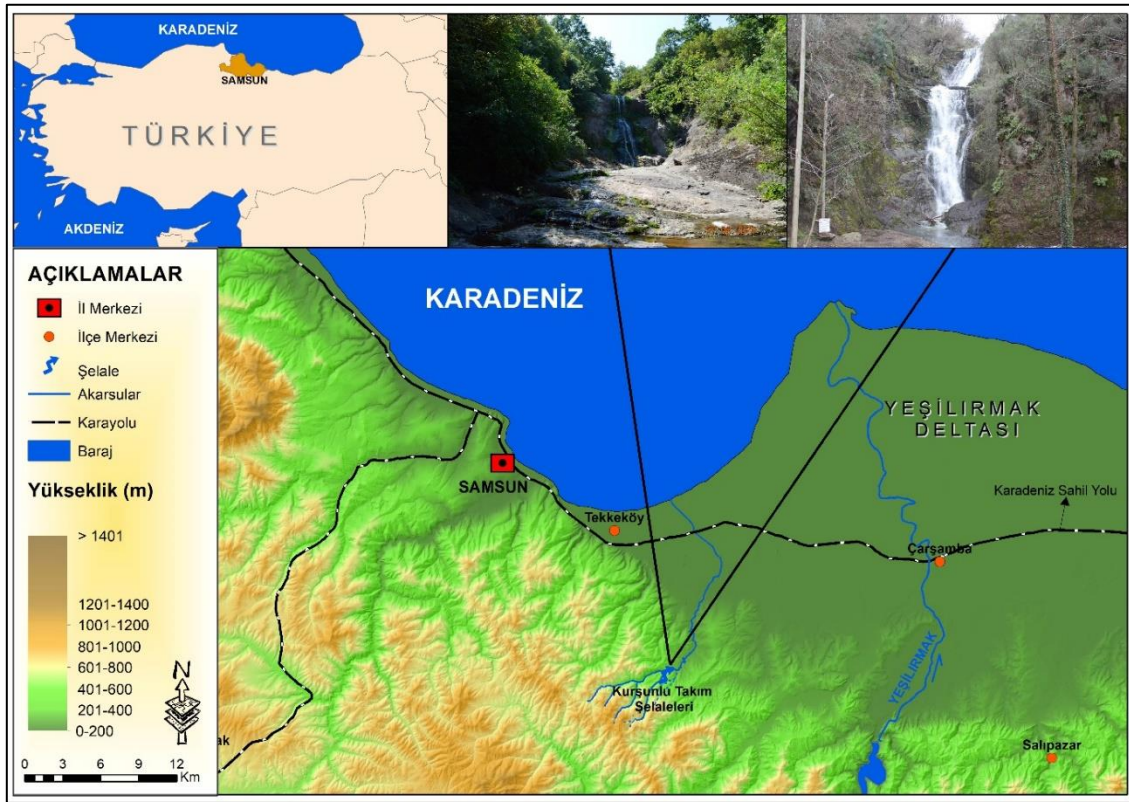 KARADENİZ
SAMSUN
TÜRKİYE
AKDENİZ
AÇIKLAMALAR
İl Merkezi
İlçe Merkezi
Şelale
Akarsular
Karayolu
Baraj
Yükseklik (m)
> 1401
1201-1400
1001-1200
801-1000
601-800
401-600
201-400
0-200
N
0 3 6 9 12
Km
KARADENİZ
YEŞİLIRMAK
DELTASI
SAMSUN
Tekkeköy
Karadeniz Sahil Yolu
Çarşamba
YEŞİLIRMAK
Kurşunlu Takım
Şelaleleri
Salıpazar
ak